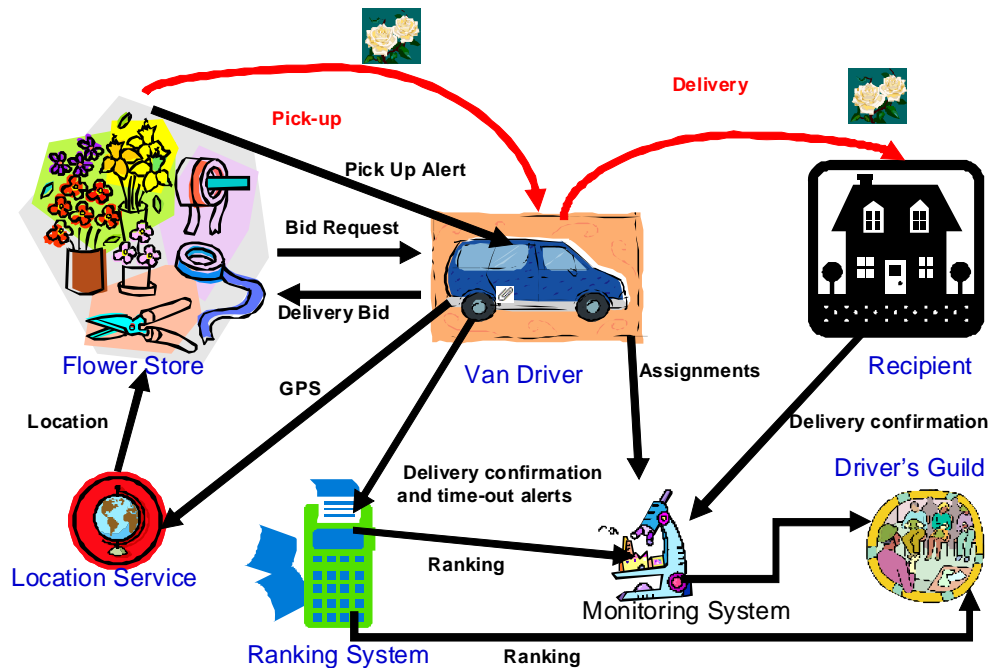 Delivery
Pick-up
Pick Up Alert
Bid Request
Delivery Bid
Flower Store
Van Driver
Recipient
GPS
Assignments
Location
Delivery confirmation
Delivery confirmation
and time-out alerts
Driver's Guild
Location Service
Ranking
Monitoring System
Ranking System
Ranking